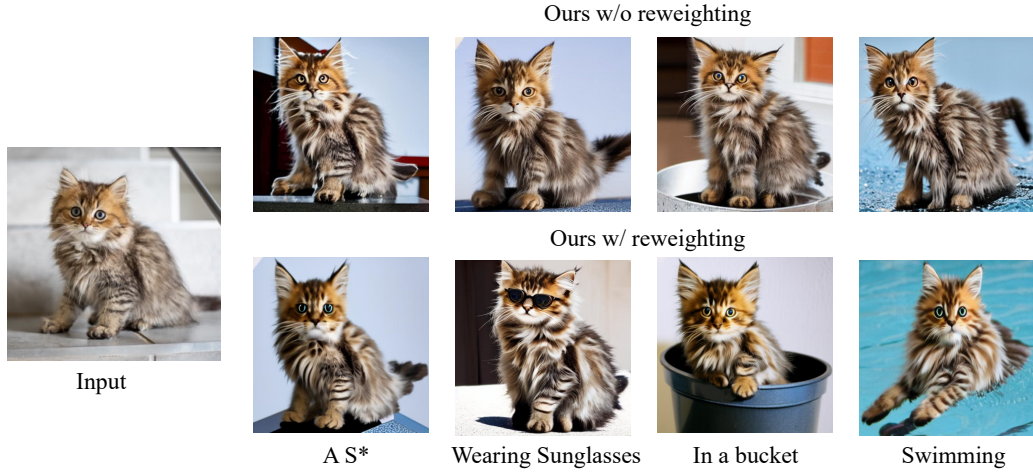 Ours w/o reweighting
Ours w/ reweighting
Input
A S*
Wearing Sunglasses
In a bucket
Swimming